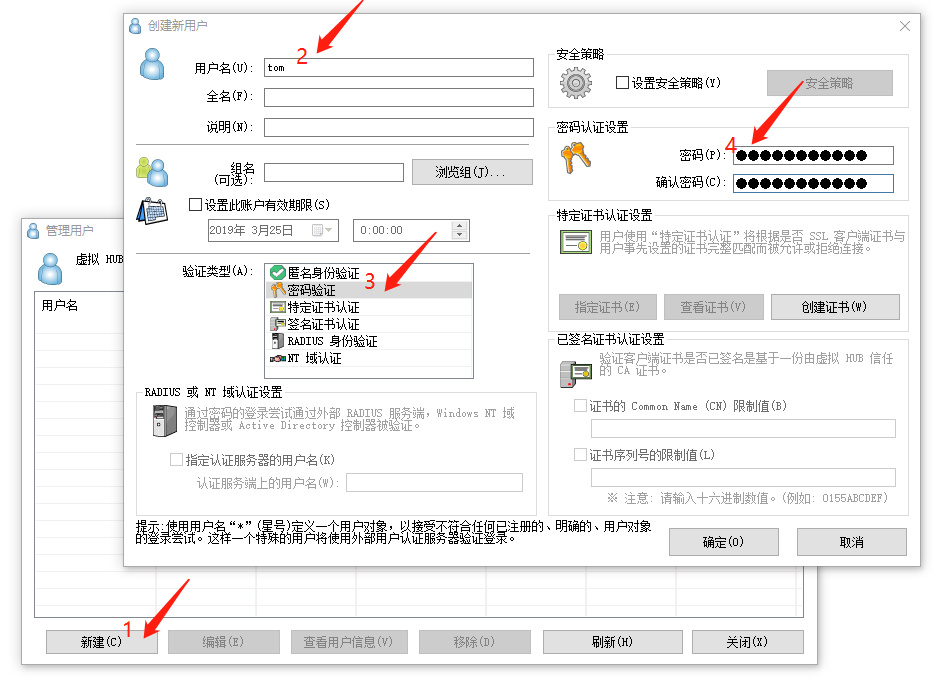 创建新用户
2
用户名(U):
tom
全名(F):
说明(N):
组名
(可选):
浏览组(J)...
设置此账户有效期限(S)
2019年 3月25日
0:00:00
验证类型(A):
3
匿名身份验证
密码验证
特定证书认证
签名证书认证
RADIUS 身份验证
NT 域认证
RADIUS 或 NT 域认证设置
通过密码的登录尝试通过外部 RADIUS 服务端，Windows NT 域
控制器或 Active Directory 控制器被验证。
指定认证服务器的用户名(K)
认证服务端上的用户名(W):
提示:使用用户名“*”(星号)定义一个用户对象，以接受不符合任何已注册的、明确的、用户对象
的登录尝试。这样一个特殊的用户将使用外部用户认证服务器验证登录。
安全策略
设置安全策略(Y)
安全策略
密码认证设置
4
密码(P):
●●●●●●●●●●●
确认密码(C):
●●●●●●●●●●●
特定证书认证设置
用户使用“特定证书认证”将根据是否 SSL 客户端证书与
用户事先设置的证书完整匹配而被允许或拒绝连接。
指定证书(E)
查看证书(V)
创建证书(W)
已签名证书认证设置
验证客户端证书是否已签名是基于一份由虚拟 HUB 信任
的 CA 证书。
证书的 Common Name (CN) 限制值(B)
证书序列号的限制值(L)
※ 注意: 请输入十六进制数值。(例如: 0155ABCDEF)
确定(O)
取消
管理用户
虚拟 HUB
用户名
1
新建(C)
编辑(E)
查看用户信息(V)
移除(D)
刷新(H)
关闭(X)